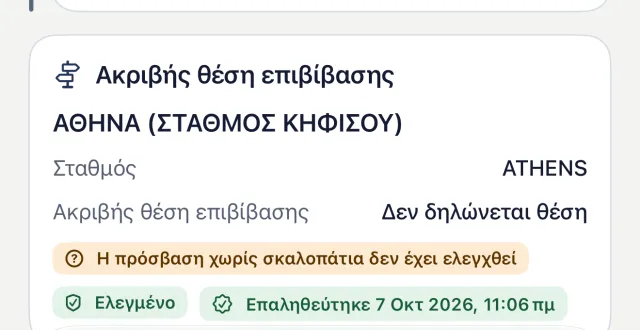 Ακριβής θέση επιβίβασης
ΑΘΗΝΑ (ΣΤΑΘΜΟΣ ΚΗΦΙΣΟΥ)
Σταθμός ATHENS
Ακριβής θέση επιβίβασης Δεν δηλώνεται θέση
Η πρόσβαση χωρίς σκαλοπάτια δεν έχει ελεγχθεί
Ελεγμένο Επαληθεύτηκε 7 Οκτ 2026, 11:06 πμ